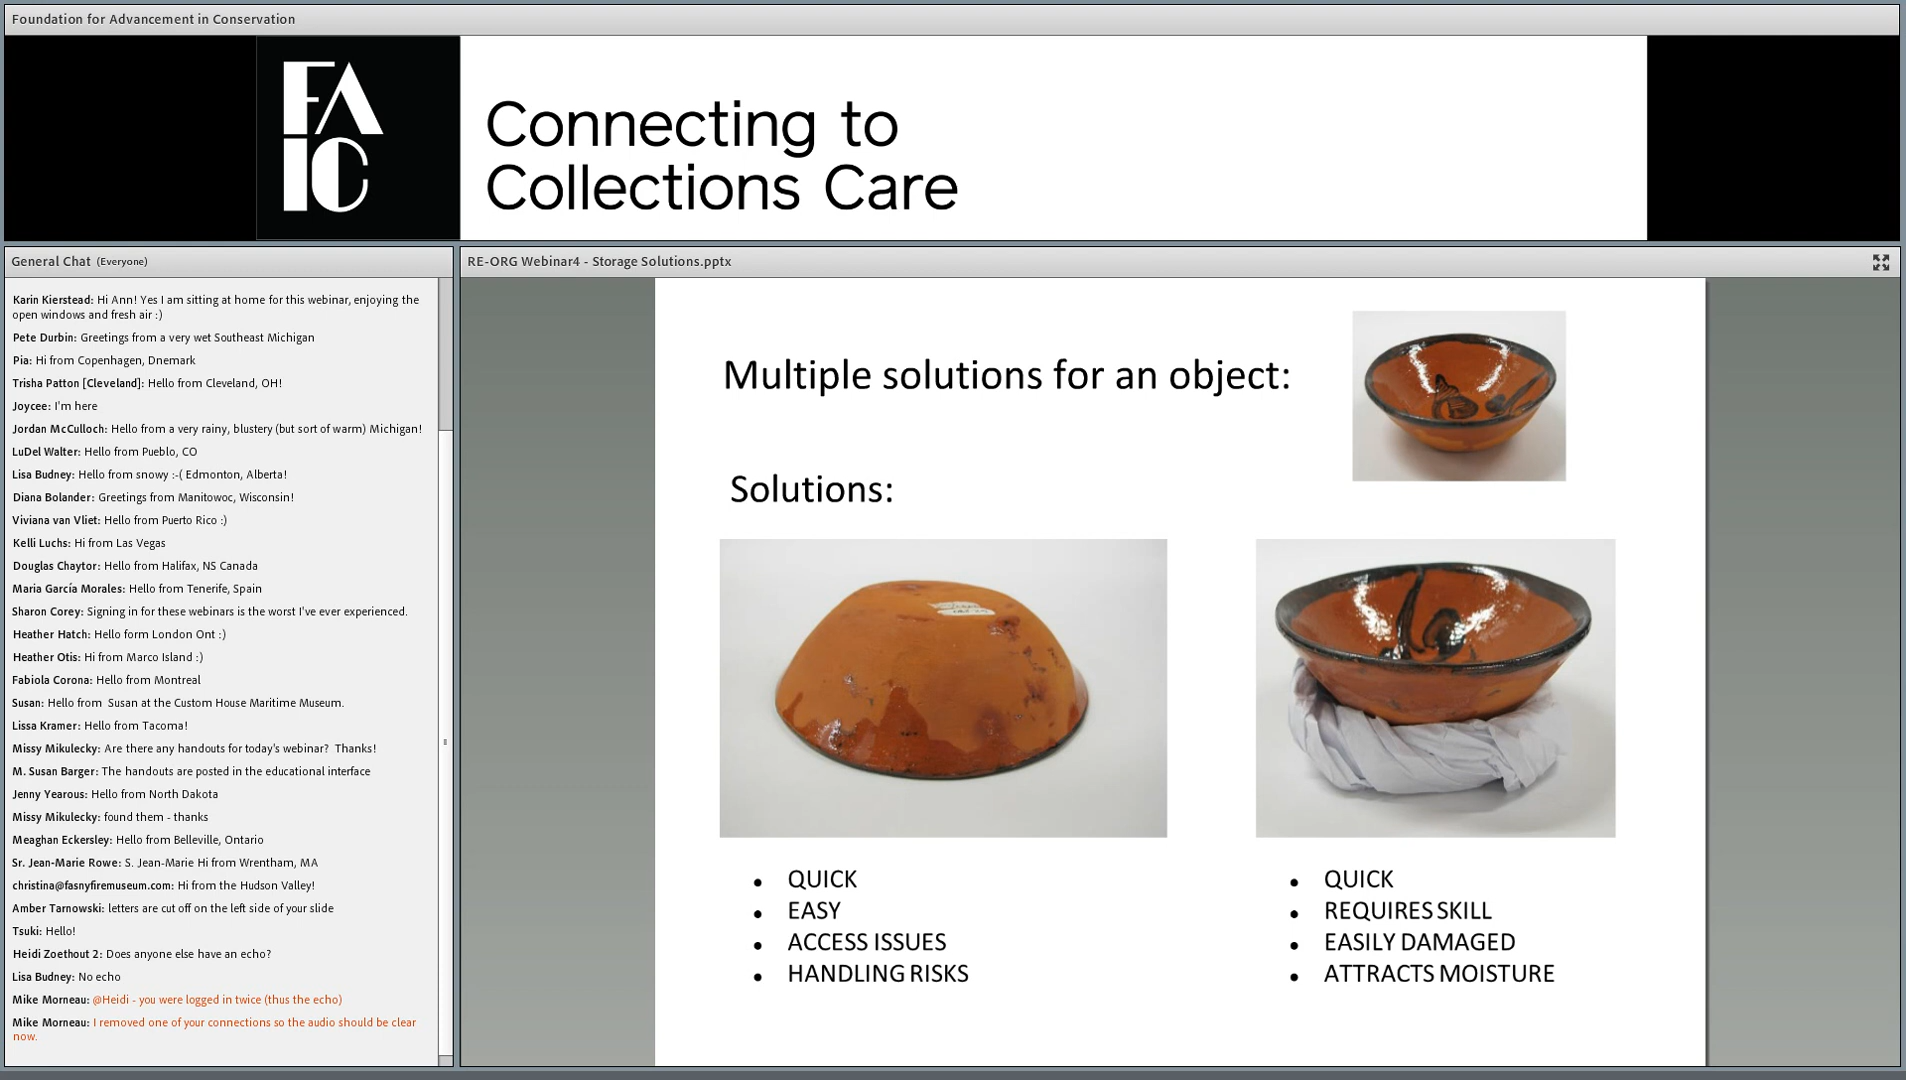 Foundation for Advancement in Conservation
FA
IC
Connecting to
Collections Care
General Chat (Everyone)
Karin Kierstead: Hi Ann! Yes I am sitting at home for this webinar, enjoying the
open windows and fresh air :)
Pete Durbin: Greetings from a very wet Southeast Michigan
Pia: Hi from Copenhagen, Dnemark
Trisha Patton [Cleveland]: Hello from Cleveland, OH!
Joycee: I'm here
Jordan McCulloch: Hello from a very rainy, blustery (but sort of warm) Michigan!
LuDel Walter: Hello from Pueblo, CO
Lisa Budney: Hello from snowy :-( Edmonton, Alberta!
Diana Bolander: Greetings from Manitowoc, Wisconsin!
Viviana van Vliet: Hello from Puerto Rico :)
Kelli Luchs: Hi from Las Vegas
Douglas Chaytor: Hello from Halifax, NS Canada
Maria García Morales: Hello from Tenerife, Spain
Sharon Corey: Signing in for these webinars is the worst I've ever experienced.
Heather Hatch: Hello form London Ont :)
Heather Otis: Hi from Marco Island :)
Fabiola Corona: Hello from Montreal
Susan: Hello from  Susan at the Custom House Maritime Museum.
Lissa Kramer: Hello from Tacoma!
Missy Mikulecky: Are there any handouts for today's webinar?  Thanks!
M. Susan Barger: The handouts are posted in the educational interface
Jenny Yearous: Hello from North Dakota
Missy Mikulecky: found them - thanks
Meaghan Eckersley: Hello from Belleville, Ontario
Sr. Jean-Marie Rowe: S. Jean-Marie Hi from Wrentham, MA
christina@fasnyfiremuseum.com: Hi from the Hudson Valley!
Amber Tarnowski: letters are cut off on the left side of your slide
Tsuki: Hello!
Heidi Zoethout 2: Does anyone else have an echo?
Lisa Budney: No echo
Mike Morneau: @Heidi - you were logged in twice (thus the echo)
Mike Morneau: I removed one of your connections so the audio should be clear
now.
RE-ORG Webinar4 - Storage Solutions.pptx
Multiple solutions for an object:
Solutions:
• QUICK
• EASY
• ACCESS ISSUES
• HANDLING RISKS
• QUICK
• REQUIRES SKILL
• EASILY DAMAGED
• ATTRACTS MOISTURE